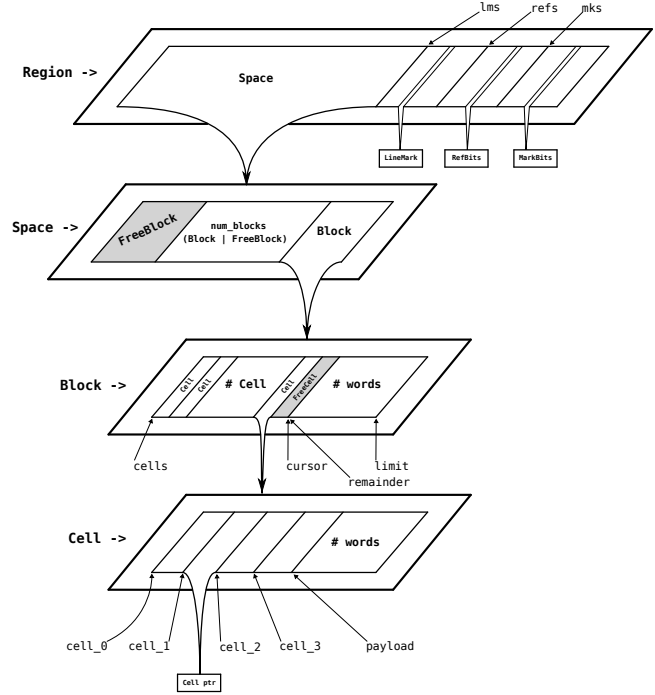 lms refs mks
Region ->
Space
LineMark RefBits MarkBits
Space ->
FreeBlock
num_blocks
(Block | FreeBlock)
Block
Block ->
Cell Cell # Cell Cell FreeCell # words
cells cursor limit
remainder
Cell ->
# words
cell_0 cell_1 cell_2 cell_3 payload
Cell ptr